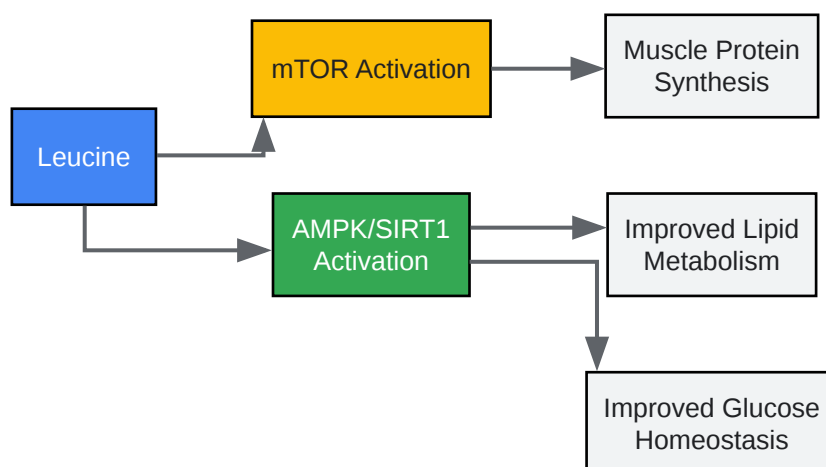 mTOR Activation
Muscle Protein
Synthesis
Leucine
AMPK/SIRT1
Activation
Improved Lipid
Metabolism
Improved Glucose
Homeostasis